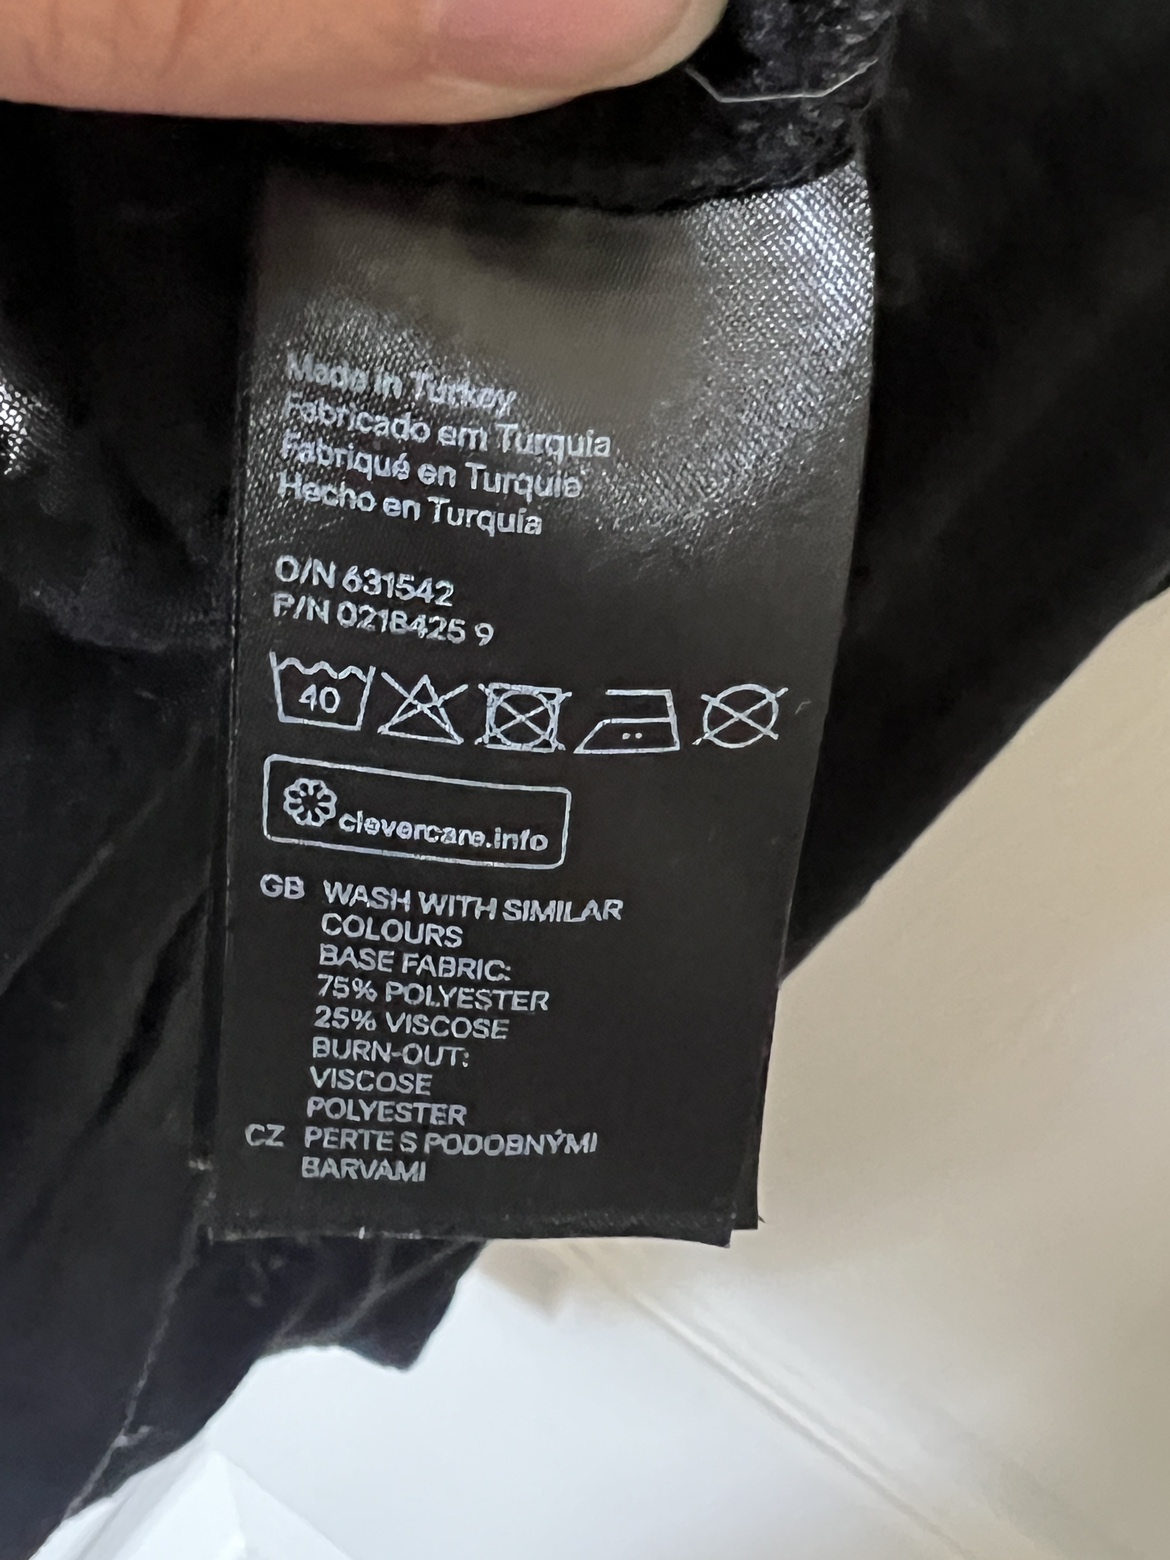 Made in Turkey
Fabricado em Turquía
Fabriqué en Turquie
Hecho en Turquía
O/N 631542
P/N 0218425 9
40
clevercare.info
GB WASH WITH SIMILAR
COLOURS
BASE FABRIC:
75% POLYESTER
25% VISCOSE
BURN-OUT:
VISCOSE
POLYESTER
CZ PERTE S PODOBNÝMI
BARVAMI